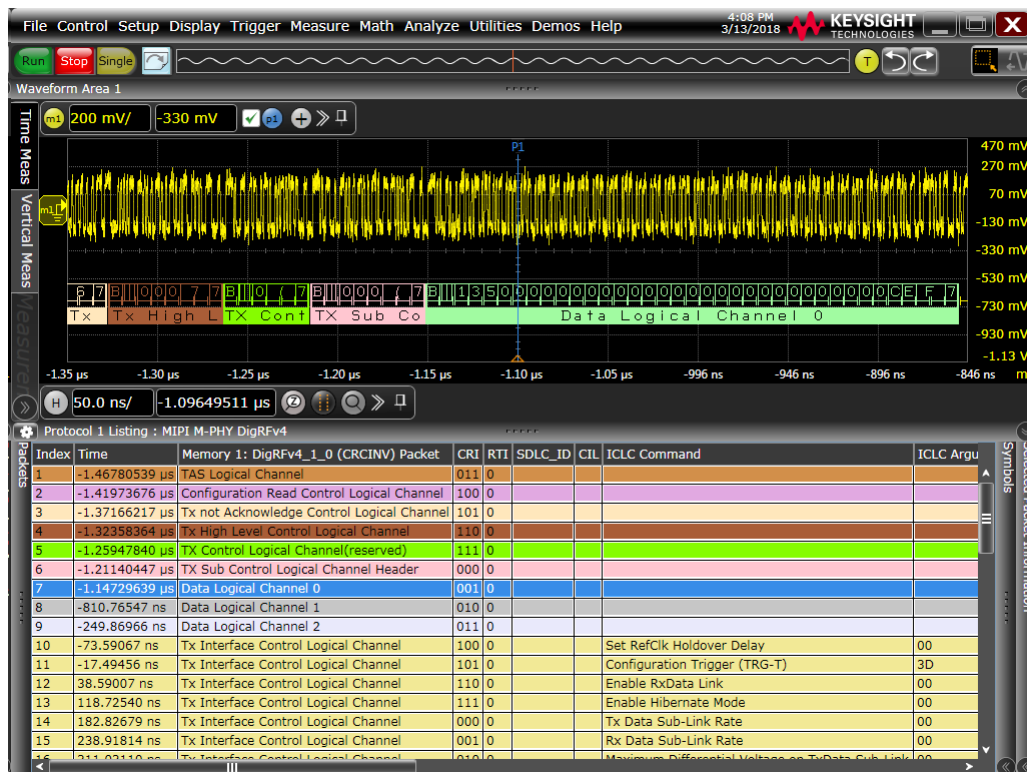 File Control Setup Display Trigger Measure Math Analyze Utilities Demos Help
4:08 PM
3/13/2018
KEYSIGHT
TECHNOLOGIES
X
Run Stop Single
T
Waveform Area 1
Time Meas
Vertical Meas
m1 200 mV/ -330 mV p1
P1
470 mV
270 mV
70 mV
-130 mV
-330 mV
-530 mV
-730 mV
-930 mV
-1.13 V
m1
Tx Tx High L TX Cont TX Sub Co Data Logical Channel 0
-1.35 µs -1.30 µs -1.25 µs -1.20 µs -1.15 µs -1.10 µs -1.05 µs -996 ns -946 ns -896 ns -846 ns
H 50.0 ns/ -1.09649511 µs
Protocol 1 Listing : MIPI M-PHY DigRFv4
Packets
Symbols
Index Time Memory 1: DigRFv4_1_0 (CRCINV) Packet CRI RTI SDLC_ID CIL ICLC Command ICLC Argu
1 -1.46780539 µs TAS Logical Channel 011 0
2 -1.41973676 µs Configuration Read Control Logical Channel 100 0
3 -1.37166217 µs Tx not Acknowledge Control Logical Channel 101 0
4 -1.32358364 µs Tx High Level Control Logical Channel 110 0
5 -1.25947840 µs TX Control Logical Channel(reserved) 111 0
6 -1.21140447 µs TX Sub Control Logical Channel Header 000 0
7 -1.14729639 µs Data Logical Channel 0 001 0
8 -810.76547 ns Data Logical Channel 1 010 0
9 -249.86966 ns Data Logical Channel 2 011 0
10 -73.59067 ns Tx Interface Control Logical Channel 100 0 Set RefClk Holdover Delay 00
11 -17.49456 ns Tx Interface Control Logical Channel 101 0 Configuration Trigger (TRG-T) 3D
12 38.59007 ns Tx Interface Control Logical Channel 110 0 Enable RxData Link 00
13 118.72540 ns Tx Interface Control Logical Channel 111 0 Enable Hibernate Mode 00
14 182.82679 ns Tx Interface Control Logical Channel 000 0 Tx Data Sub-Link Rate 00
15 238.91814 ns Tx Interface Control Logical Channel 001 0 Rx Data Sub-Link Rate 00